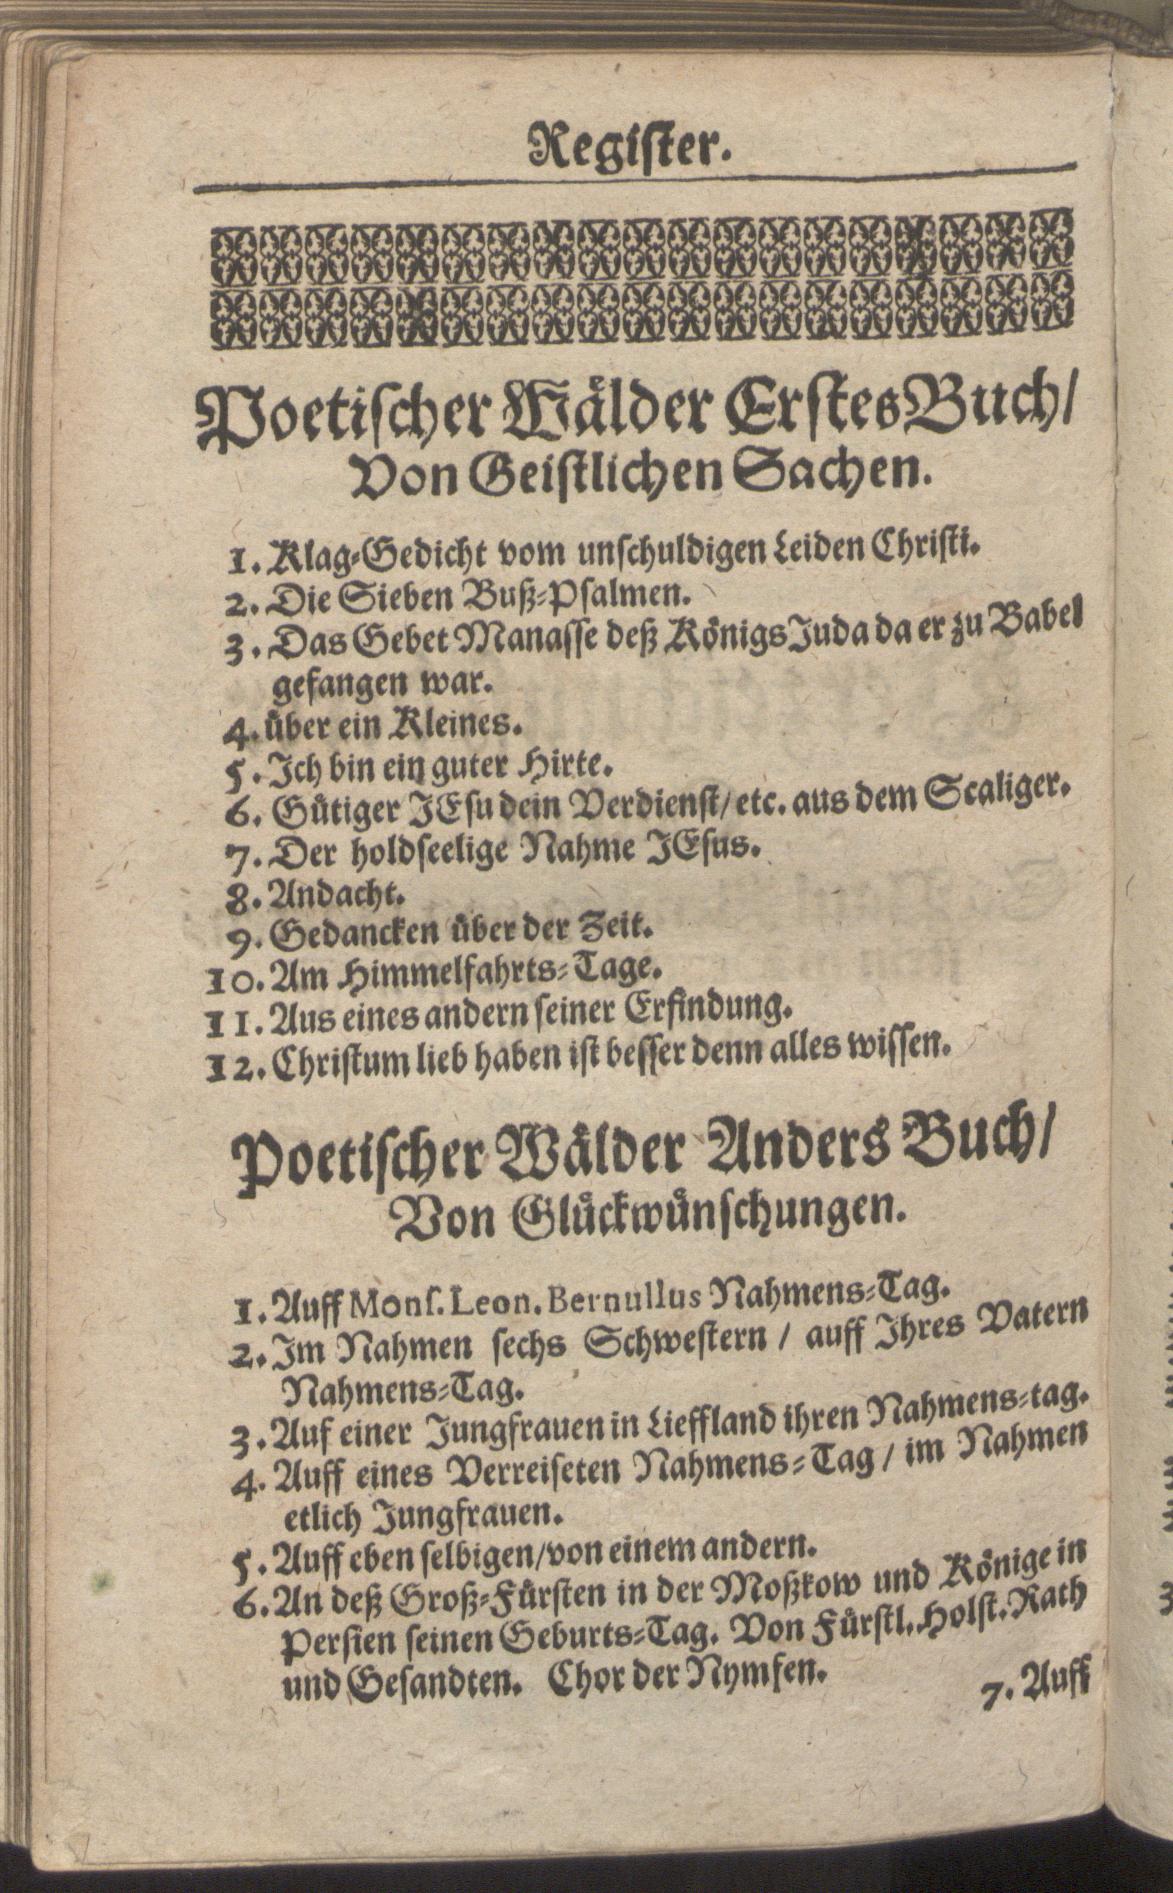 Regiſter.
Poetiſcher Wälder Erſtes Buch/
Von Geiſtlichen Sachen.
1. Klag-Gedicht vom unſchuldigen Leiden Chriſti.
2. Die Sieben Buß-Pſalmen.
3. Das Gebet Manaſſe deß Königs Juda da er zu Babel
gefangen war.
4. über ein Kleines.
5. Ich bin ein guter Hirte.
6. Gütiger JEſu dein Verdienſt/ etc. aus dem Scaliger.
7. Der holdſeelige Nahme JEſus.
8. Andacht.
9. Gedancken über der Zeit.
10. Am Himmelfahrts-Tage.
11. Aus eines andern ſeiner Erfindung.
12. Chriſtum lieb haben iſt beſſer denn alles wiſſen.
Poetiſcher Wälder Anders Buch/
Von Glückwünſchungen.
1. Auff Monſ. Leon. Bernullus Nahmens-Tag.
2. Im Nahmen ſechs Schweſtern / auff Ihres Vatern
Nahmens-Tag.
3. Auf einer Jungfrauen in Lieffland ihren Nahmens-tag.
4. Auff eines Verreiſeten Nahmens-Tag / im Nahmen
etlich Jungfrauen.
5. Auff eben ſelbigen/ von einem andern.
6. An deß Groß-Fürſten in der Moßkow und Könige in
Perſien ſeinen Geburts-Tag. Von Fürſtl. Holſt. Rath
und Geſandten. Chor der Nymfen.
7. Auff